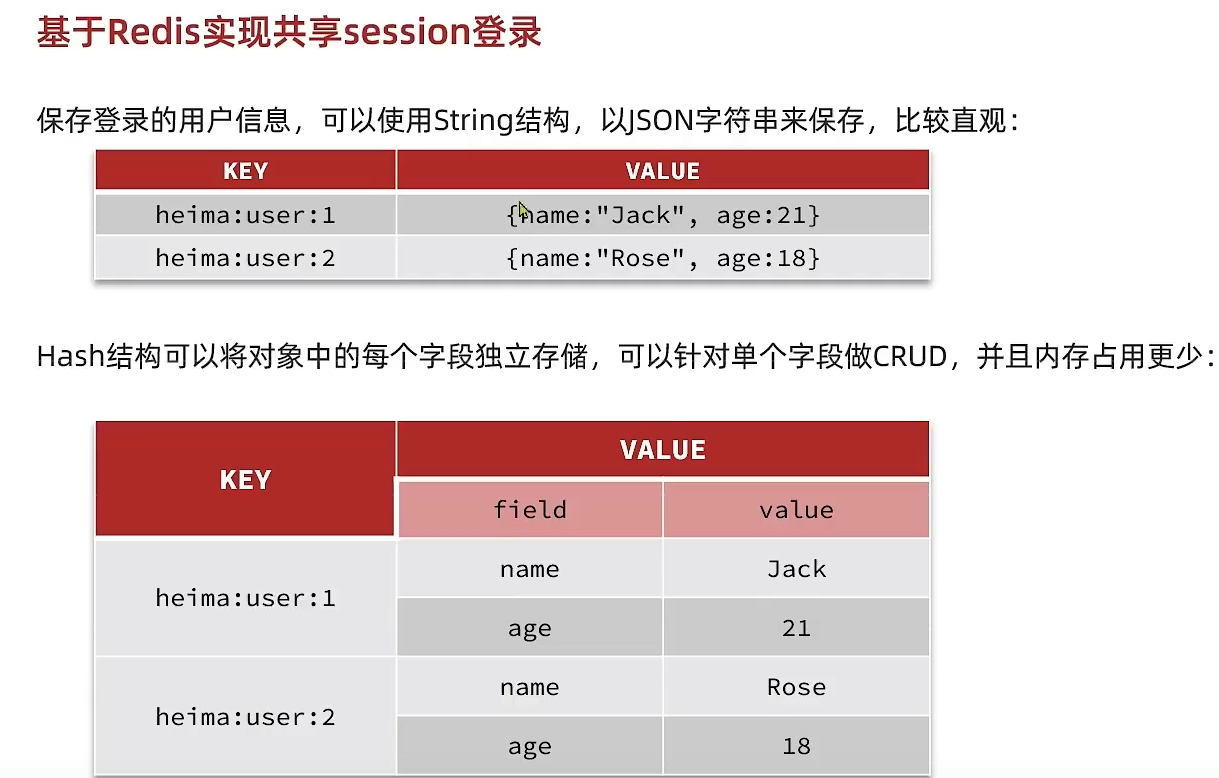 基于Redis实现共享session登录
保存登录的用户信息，可以使用String结构，以JSON字符串来保存，比较直观：
KEY VALUE
heima:user:1 {name:"Jack", age:21}
heima:user:2 {name:"Rose", age:18}
Hash结构可以将对象中的每个字段独立存储，可以针对单个字段做CRUD，并且内存占用更少：
KEY VALUE
field value
heima:user:1 name Jack
age 21
heima:user:2 name Rose
age 18